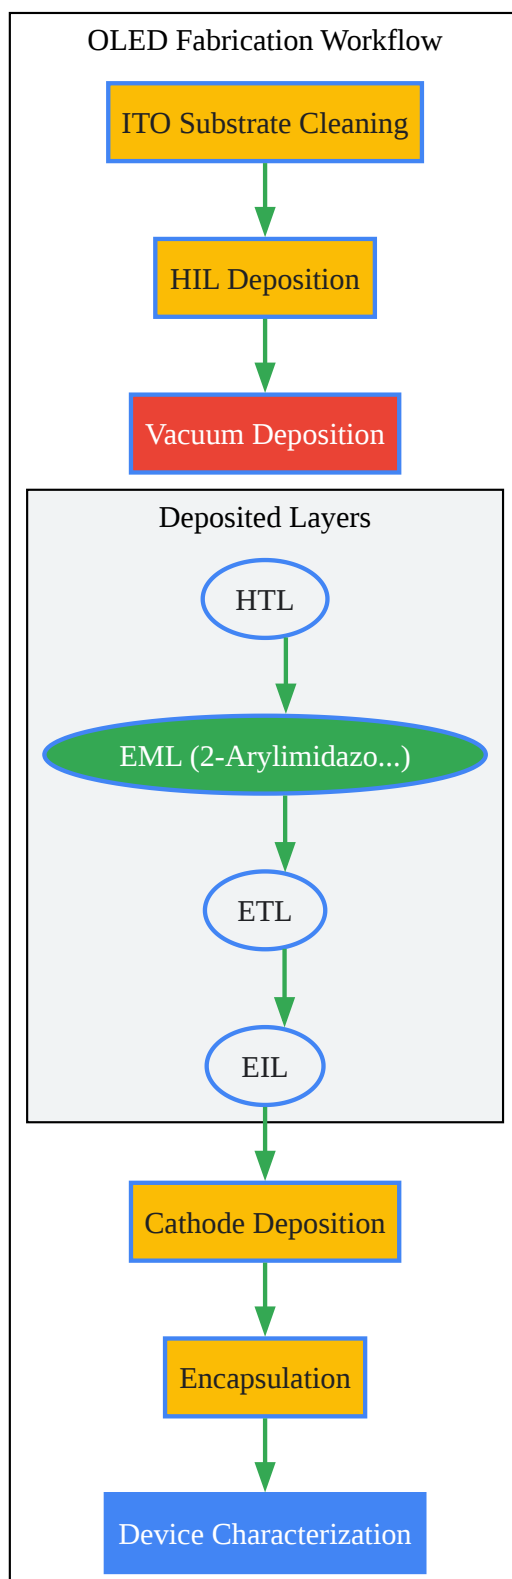 OLED Fabrication Workflow
ITO Substrate Cleaning
HIL Deposition
Vacuum Deposition
Deposited Layers
HTL
EML (2-Arylimidazo...)
ETL
EIL
Cathode Deposition
Encapsulation
Device Characterization